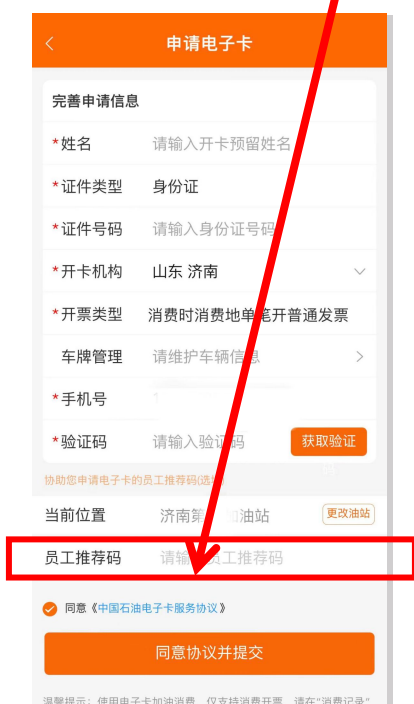 申请电子卡
完善申请信息
*姓名 请输入开卡预留姓名
*证件类型 身份证
*证件号码 请输入身份证号码
*开卡机构 山东 济南
*开票类型 消费时消费地单笔开普通发票
车牌管理 请维护车辆信息
*手机号
*验证码 请输入验证码 获取验证
协助您申请电子卡的员工推荐码(选
当前位置 济南第 油站 更改油站
员工推荐码 请输 员工推荐码
同意《中国石油电子卡服务协议》
同意协议并提交
温馨提示：使用电子卡加油消费，仅支持消费开票，请在"消费记录"